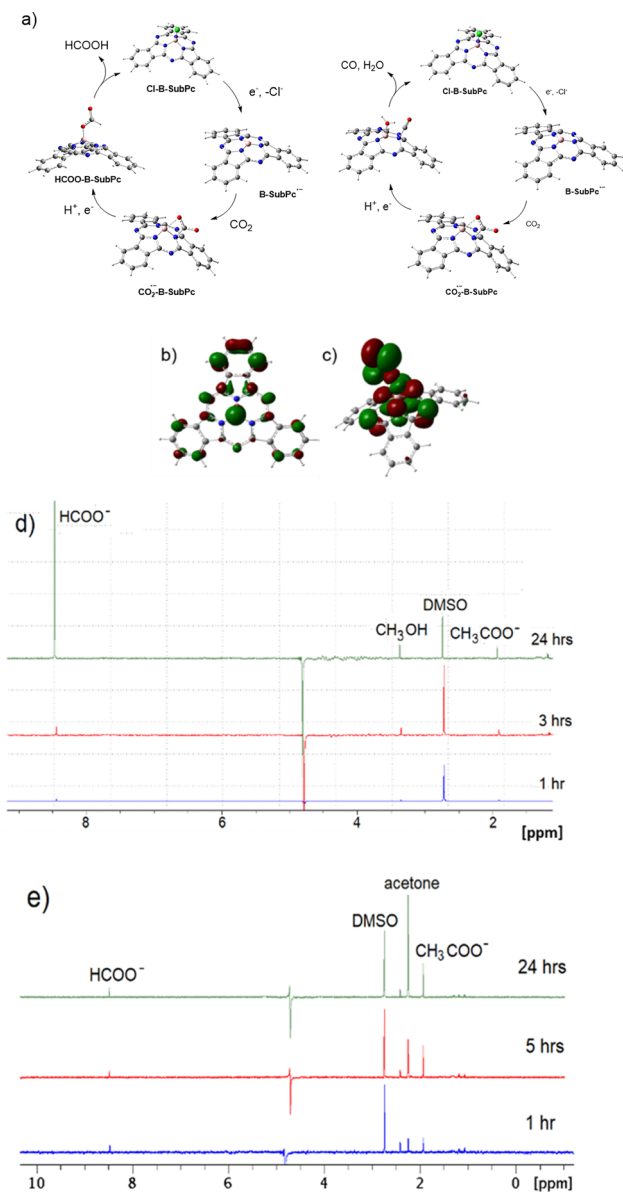 a)
HCOOH
Cl-B-SubPc
e⁻, -Cl⁻
HCOO-B-SubPc
B-SubPc•−
H⁺, e⁻
CO₂
CO₂•−-B-SubPc
CO, H₂O
Cl-B-SubPc
e⁻, -Cl⁻
B-SubPc•−
H⁺, e⁻
CO₂
CO₂•−-B-SubPc
b)
c)
d)
HCOO⁻
CH₃OH
DMSO
CH₃COO⁻
24 hrs
3 hrs
1 hr
8 6 4 2 [ppm]
e)
HCOO⁻
DMSO
acetone
CH₃COO⁻
24 hrs
5 hrs
1 hr
10 8 6 4 2 0 [ppm]